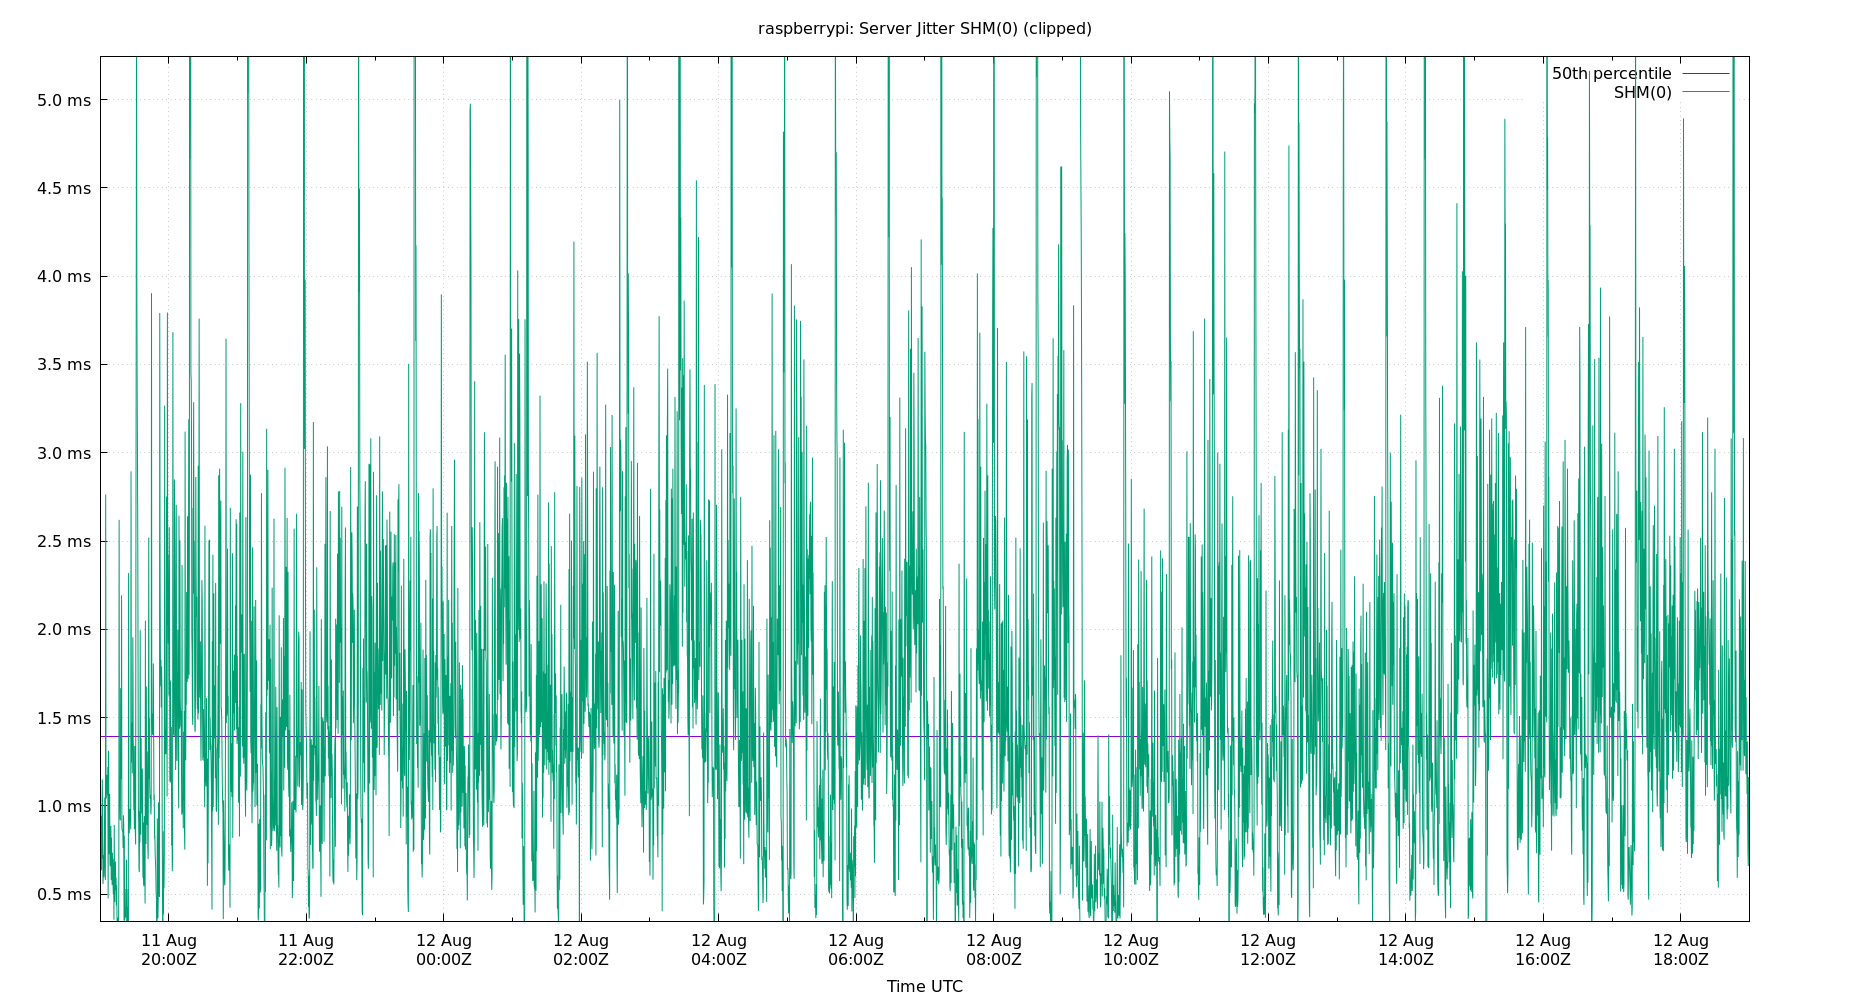 raspberrypi: Server Jitter SHM(0) (clipped)
50th percentile
SHM(0)
5.0 ms
4.5 ms
4.0 ms
3.5 ms
3.0 ms
2.5 ms
2.0 ms
1.5 ms
1.0 ms
0.5 ms
11 Aug 11 Aug 12 Aug 12 Aug 12 Aug 12 Aug 12 Aug 12 Aug 12 Aug 12 Aug 12 Aug 12 Aug
20:00Z 22:00Z 00:00Z 02:00Z 04:00Z 06:00Z 08:00Z 10:00Z 12:00Z 14:00Z 16:00Z 18:00Z
Time UTC